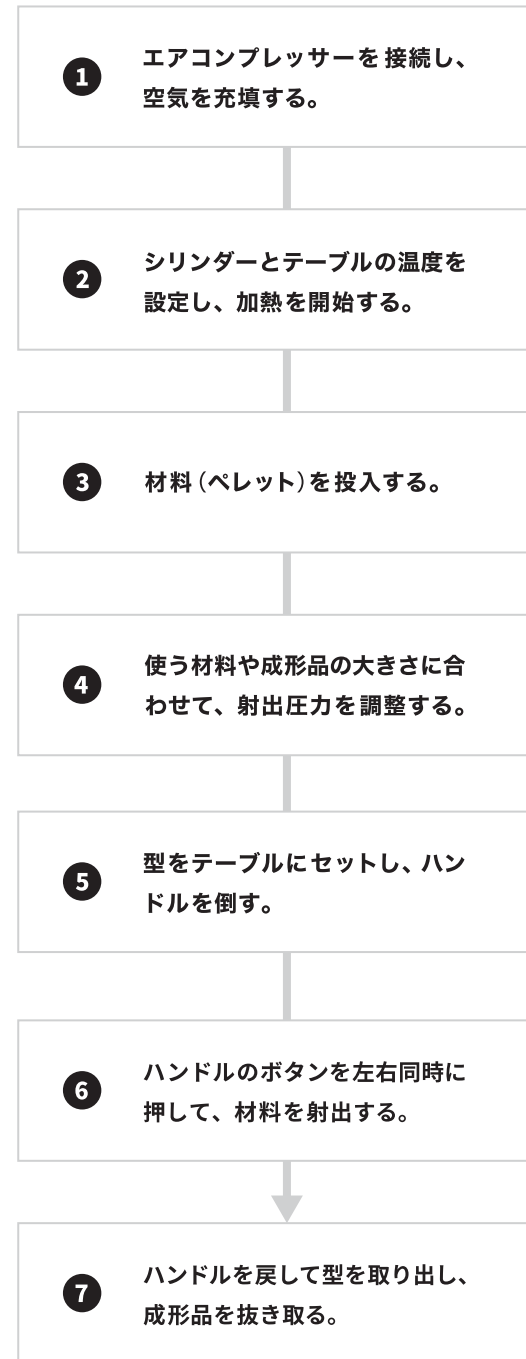 1
エアコンプレッサーを接続し、
空気を充填する。
2
シリンダーとテーブルの温度を
設定し、加熱を開始する。
3
材料（ペレット）を投入する。
4
使う材料や成形品の大きさに合
わせて、射出圧力を調整する。
5
型をテーブルにセットし、ハン
ドルを倒す。
6
ハンドルのボタンを左右同時に
押して、材料を射出する。
7
ハンドルを戻して型を取り出し、
成形品を抜き取る。